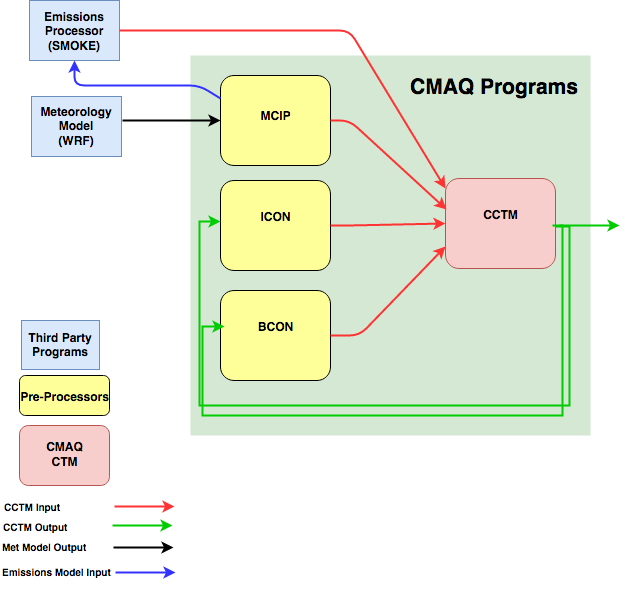 Emissions
Processor
(SMOKE)
CMAQ Programs
Meteorology
Model
(WRF)
MCIP
ICON
CCTM
BCON
Third Party
Programs
Pre-Processors
CMAQ
CTM
CCTM Input
CCTM Output
Met Model Output
Emissions Model Input